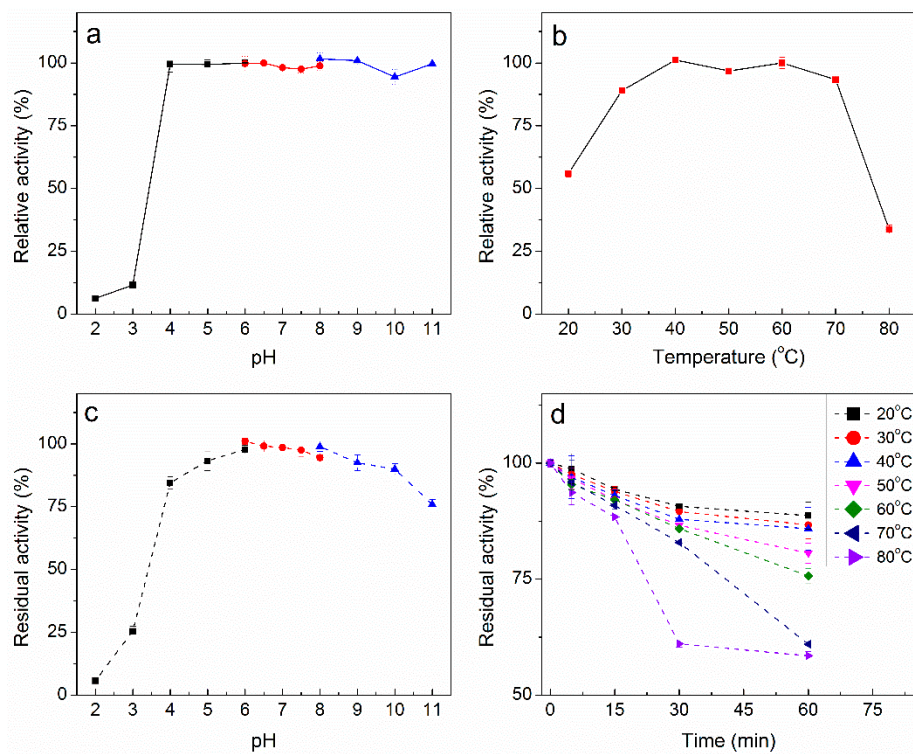 a
Relative activity (%)
100
75
50
25
0
2 3 4 5 6 7 8 9 10 11
pH
b
Relative activity (%)
100
75
50
25
0
20 30 40 50 60 70 80
Temperature (°C)
c
Residual activity (%)
100
75
50
25
0
2 3 4 5 6 7 8 9 10 11
pH
d
Residual activity (%)
100
75
50
0 15 30 45 60 75
Time (min)
20°C
30°C
40°C
50°C
60°C
70°C
80°C